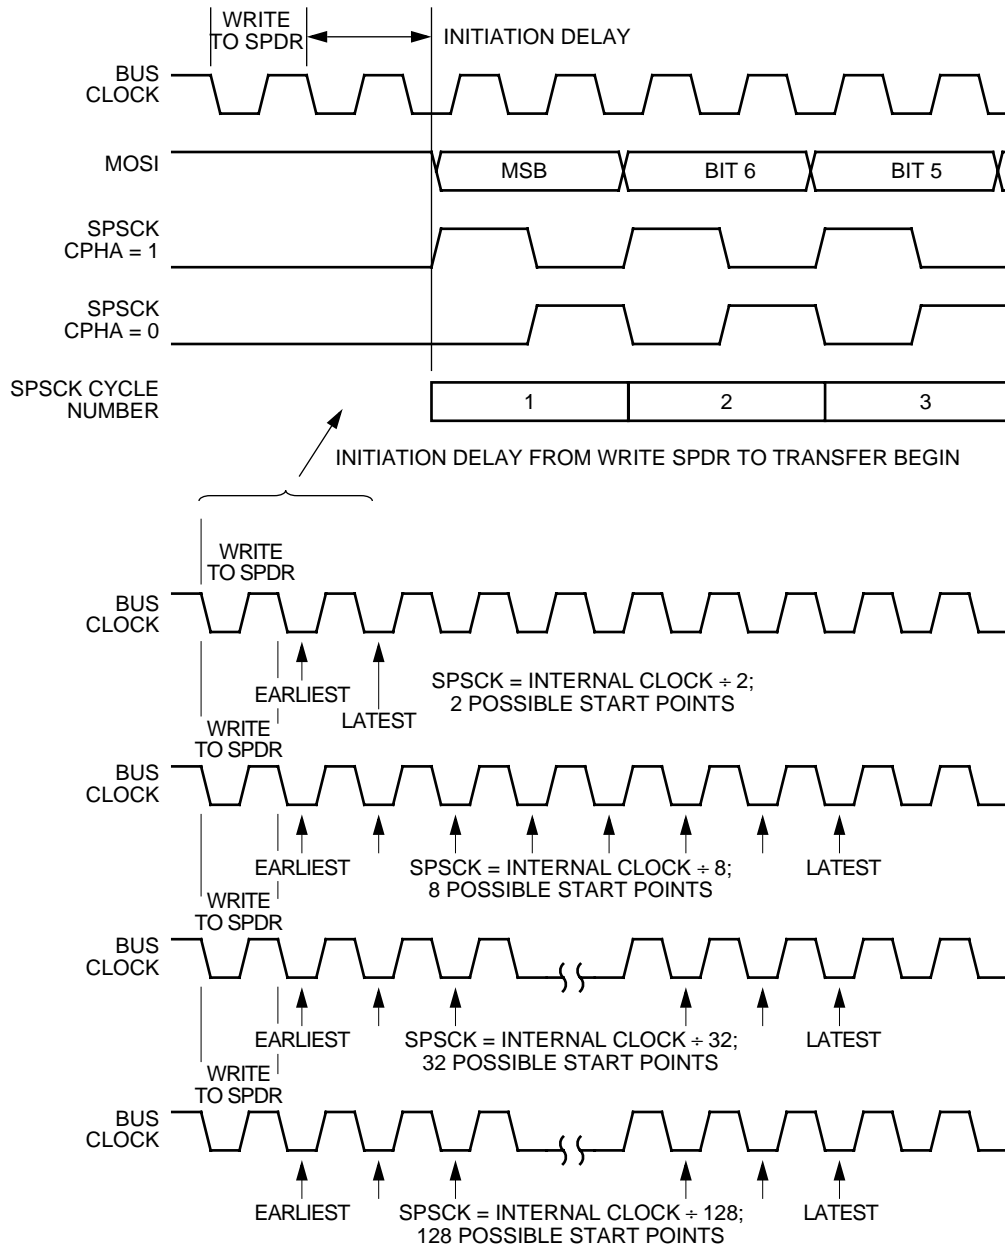 WRITE
TO SPDR
INITIATION DELAY
BUS
CLOCK
MOSI
MSB
BIT 6
BIT 5
SPSCK
CPHA = 1
SPSCK
CPHA = 0
SPSCK CYCLE
NUMBER
1
2
3
INITIATION DELAY FROM WRITE SPDR TO TRANSFER BEGIN
WRITE
TO SPDR
BUS
CLOCK
EARLIEST
LATEST
SPSCK = INTERNAL CLOCK ÷ 2;
2 POSSIBLE START POINTS
WRITE
TO SPDR
BUS
CLOCK
EARLIEST
SPSCK = INTERNAL CLOCK ÷ 8;
8 POSSIBLE START POINTS
LATEST
WRITE
TO SPDR
BUS
CLOCK
EARLIEST
SPSCK = INTERNAL CLOCK ÷ 32;
32 POSSIBLE START POINTS
LATEST
WRITE
TO SPDR
BUS
CLOCK
EARLIEST
SPSCK = INTERNAL CLOCK ÷ 128;
128 POSSIBLE START POINTS
LATEST